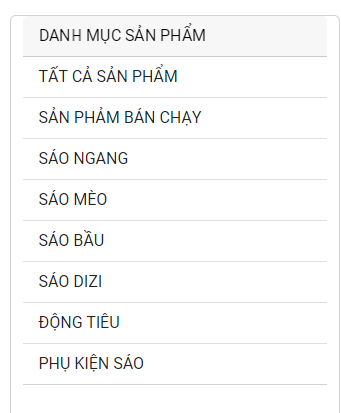 DANH MỤC SẢN PHẨM
TẤT CẢ SẢN PHẨM
SẢN PHẢM BÁN CHẠY
SÁO NGANG
SÁO MÈO
SÁO BẦU
SÁO DIZI
ĐỘNG TIÊU
PHỤ KIỆN SÁO